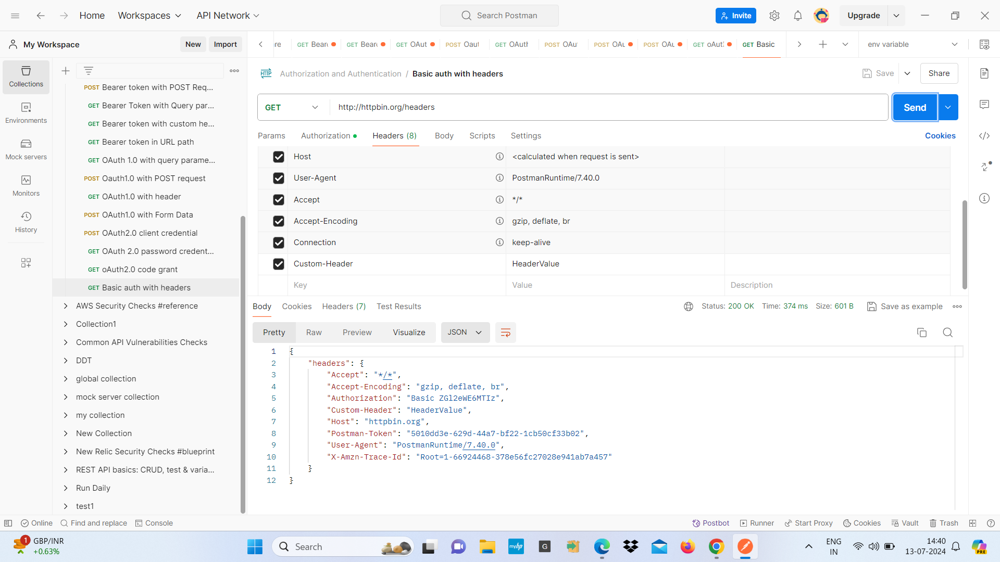 Home
Workspaces
API Network
Search Postman
Invite
Upgrade
My Workspace
New
Import
GET Bear
GET Bear
GET OAut
POST Oaut
GET OAuth
POST OAu
POST OAu
POST OAu
GET oAut
GET Basic
env variable
Collections
Environments
Mock servers
Monitors
History
POST Bearer token with POST Req...
GET Bearer Token with Query par...
GET Bearer token with custom he...
GET Bearer token in URL path
GET OAuth 1.0 with query parame...
POST Oauth1.0 with POST request
GET OAuth1.0 with header
POST OAuth1.0 with Form Data
POST OAuth2.0 client credential
GET OAuth 2.0 password credent...
GET oAuth2.0 code grant
GET Basic auth with headers
AWS Security Checks #reference
Collection1
Common API Vulnerabilities Checks
DDT
global collection
mock server collection
my collection
New Collection
New Relic Security Checks #blueprint
REST API basics: CRUD, test & varia...
Run Daily
test1
HTTP
Authorization and Authentication / Basic auth with headers
Save
Share
GET
http://httpbin.org/headers
Send
Params
Authorization
Headers (8)
Body
Scripts
Settings
Cookies
Host <calculated when request is sent>
User-Agent PostmanRuntime/7.40.0
Accept */*
Accept-Encoding gzip, deflate, br
Connection keep-alive
Custom-Header HeaderValue
Key Value Description
Body
Cookies
Headers (7)
Test Results
Status: 200 OK
Time: 374 ms
Size: 601 B
Save as example
Pretty
Raw
Preview
Visualize
JSON
1 {
2 "headers": {
3 "Accept": "*/*",
4 "Accept-Encoding": "gzip, deflate, br",
5 "Authorization": "Basic ZGl2eWE6MTIz",
6 "Custom-Header": "HeaderValue",
7 "Host": "httpbin.org",
8 "Postman-Token": "5010dd3e-629d-44a7-bf22-1cb50cf33b02",
9 "User-Agent": "PostmanRuntime/7.40.0",
10 "X-Amzn-Trace-Id": "Root=1-66924468-378e56fc27028e941ab7a457"
11 }
12 }
Online
Find and replace
Console
Postbot
Runner
Start Proxy
Cookies
Vault
Trash
1
GBP/INR
+0.63%
Search
myhp
G
ENG
IN
14:40
13-07-2024
PRE